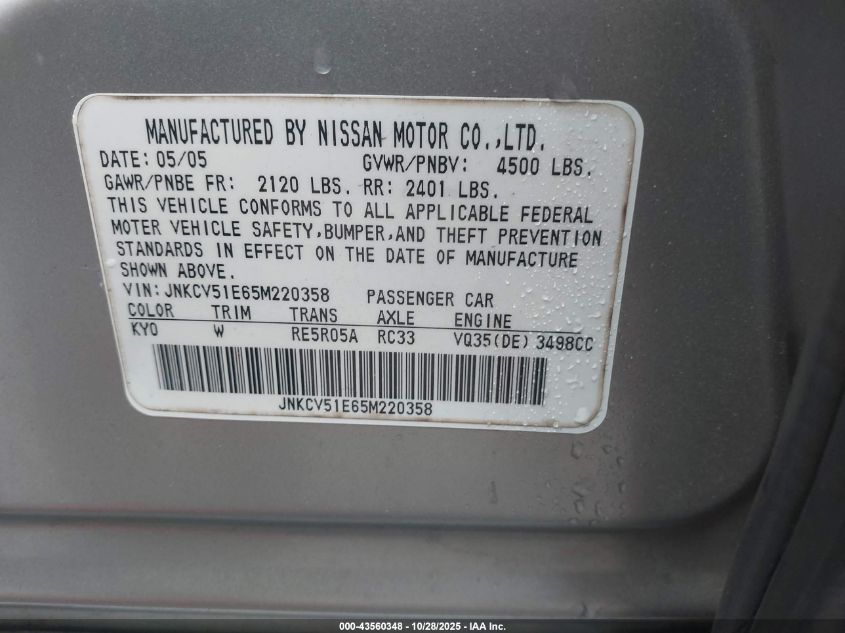 MANUFACTURED BY NISSAN MOTOR CO.,LTD.
DATE: 05/05 GVWR/PNBV: 4500 LBS.
GAWR/PNBE FR: 2120 LBS. RR: 2401 LBS.
THIS VEHICLE CONFORMS TO ALL APPLICABLE FEDERAL
MOTOR VEHICLE SAFETY,BUMPER,AND THEFT PREVENTION
STANDARDS IN EFFECT ON THE DATE OF MANUFACTURE
SHOWN ABOVE.
VIN: JNKCV51E65M220358 PASSENGER CAR
COLOR TRIM TRANS AXLE ENGINE
KY0 W RE5R05A RC33 VQ35(DE) 3498CC
JNKCV51E65M220358
000-43560348 - 10/28/2025 - IAA Inc.